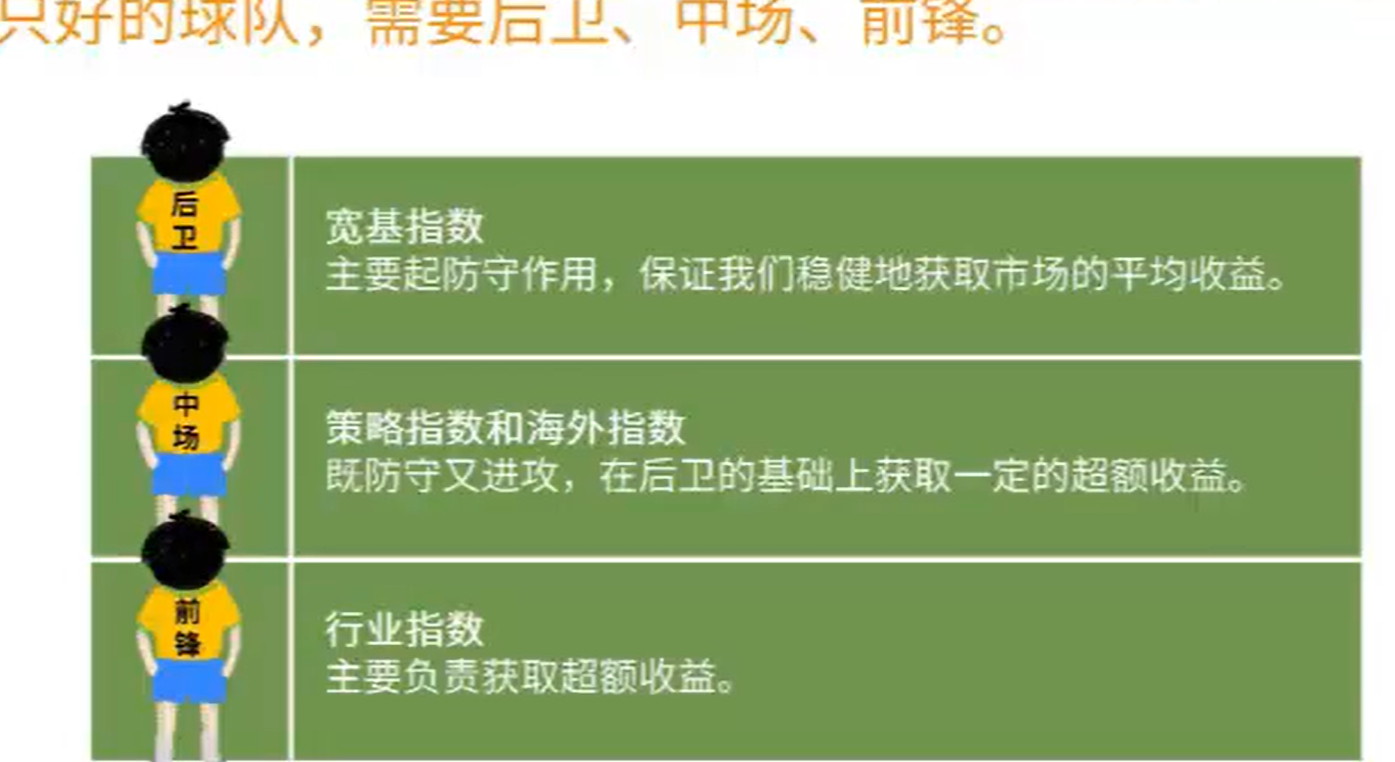 只好的球队，需要后卫、中场、前锋。
后卫
宽基指数
主要起防守作用，保证我们稳健地获取市场的平均收益。
中场
策略指数和海外指数
既防守又进攻，在后卫的基础上获取一定的超额收益。
前锋
行业指数
主要负责获取超额收益。